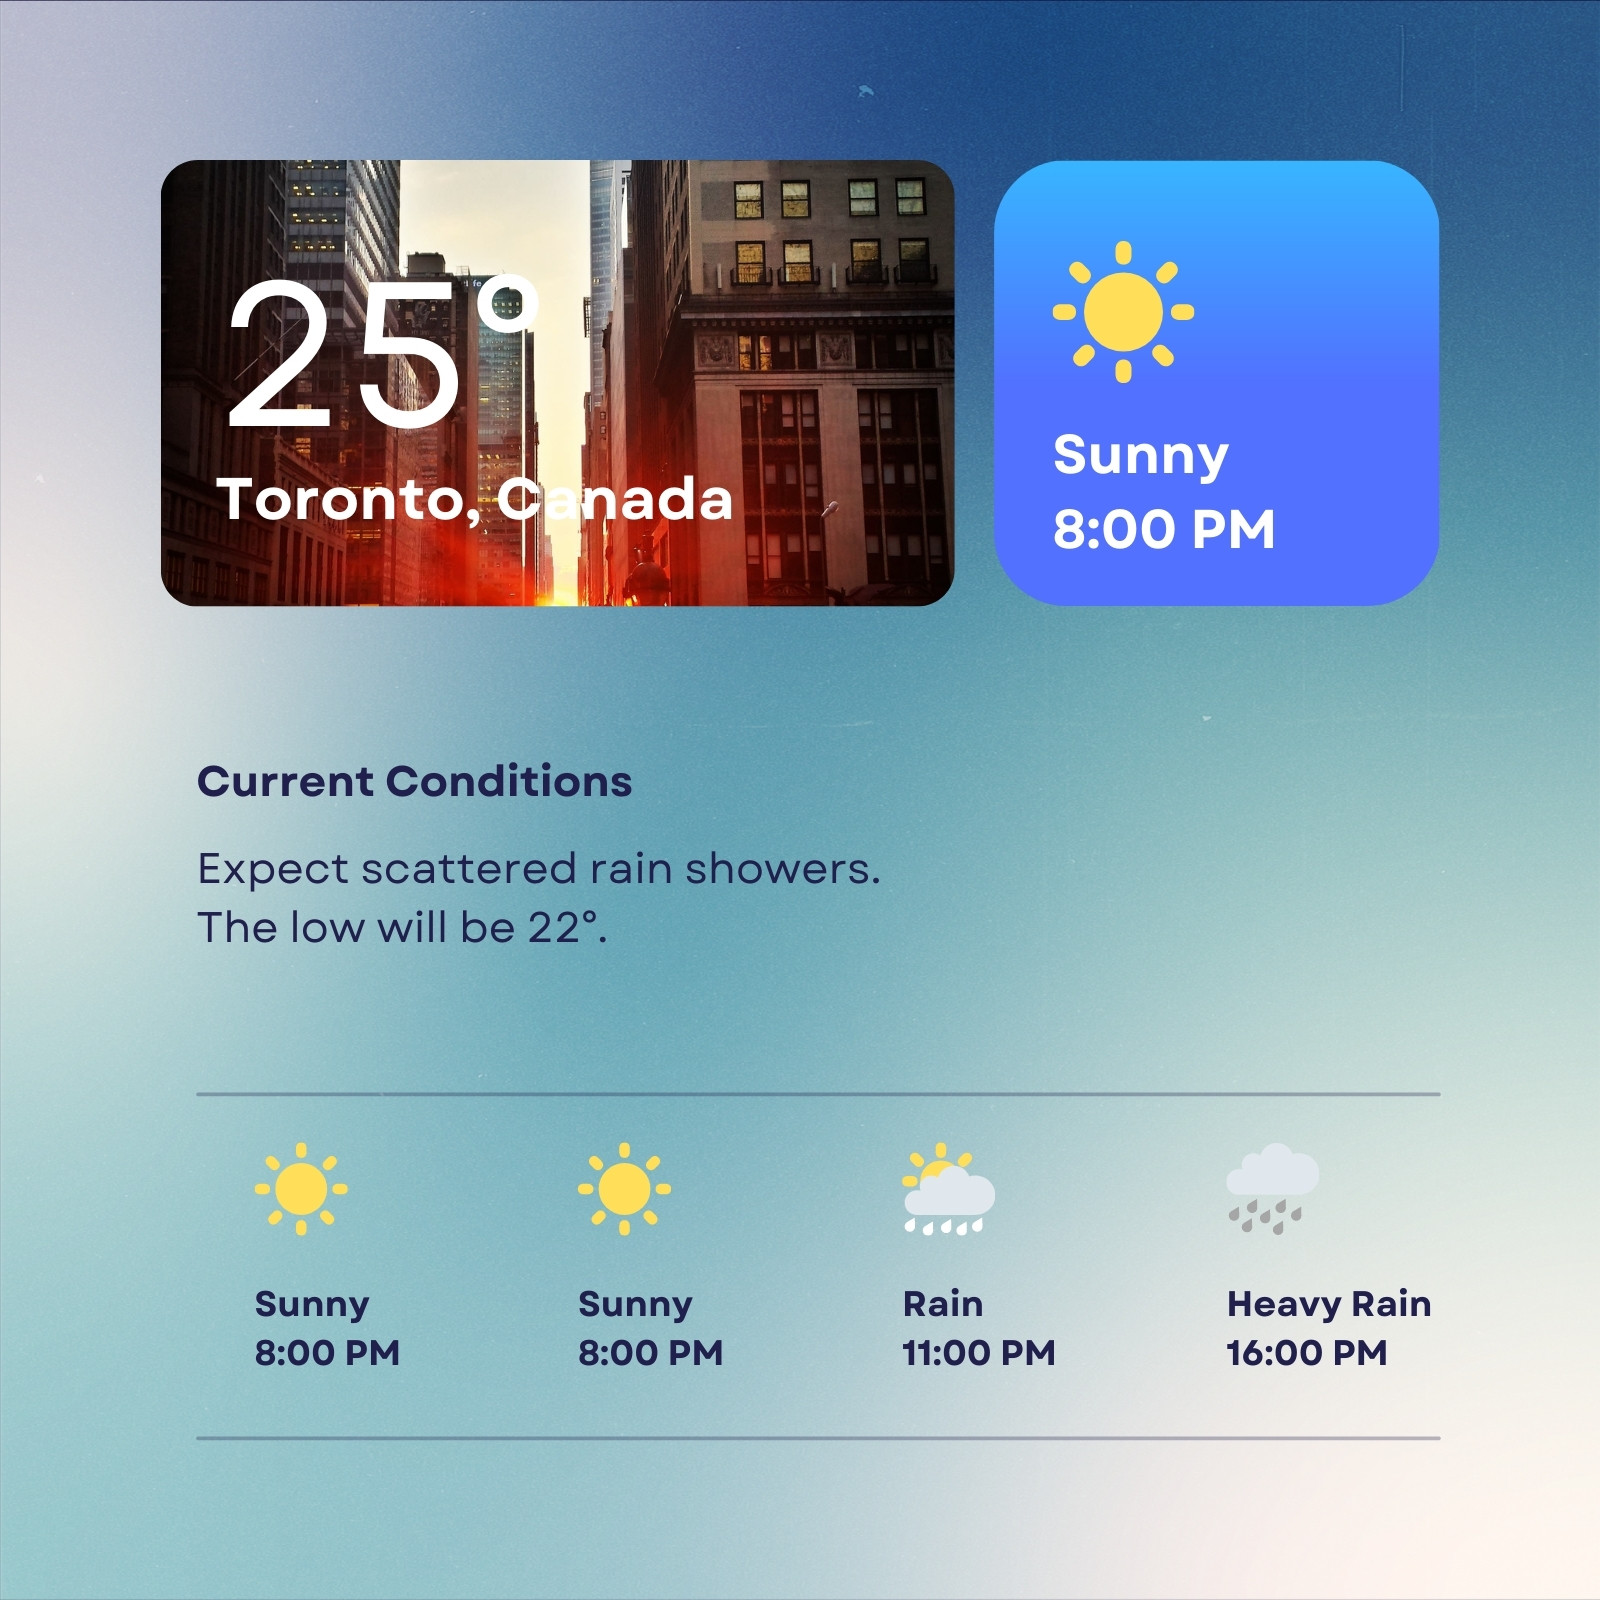 25°
Toronto, Canada
Sunny
8:00 PM
Current Conditions
Expect scattered rain showers.
The low will be 22°.
Sunny
8:00 PM
Sunny
8:00 PM
Rain
11:00 PM
Heavy Rain
16:00 PM